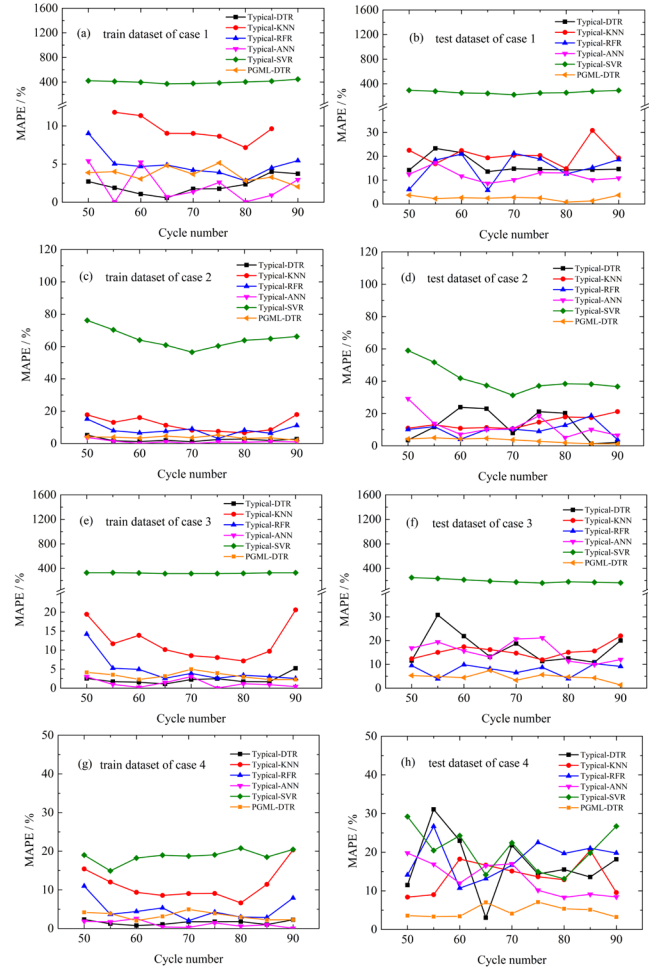 (a) train dataset of case 1
Typical-DTR
Typical-KNN
Typical-RFR
Typical-ANN
Typical-SVR
PGML-DTR
MAPE / %
1600
1200
800
400
10
5
0
50 60 70 80 90
Cycle number
(b) test dataset of case 1
Typical-DTR
Typical-KNN
Typical-RFR
Typical-ANN
Typical-SVR
PGML-DTR
MAPE / %
1600
1200
800
400
30
20
10
0
50 60 70 80 90
Cycle number
(c) train dataset of case 2
Typical-DTR
Typical-KNN
Typical-RFR
Typical-ANN
Typical-SVR
PGML-DTR
MAPE / %
120
100
80
60
40
20
0
50 60 70 80 90
Cycle number
(d) test dataset of case 2
Typical-DTR
Typical-KNN
Typical-RFR
Typical-ANN
Typical-SVR
PGML-DTR
MAPE / %
120
100
80
60
40
20
0
50 60 70 80 90
Cycle number
(e) train dataset of case 3
Typical-DTR
Typical-KNN
Typical-RFR
Typical-ANN
Typical-SVR
PGML-DTR
MAPE / %
1600
1200
800
400
20
15
10
5
0
50 60 70 80 90
Cycle number
(f) test dataset of case 3
Typical-DTR
Typical-KNN
Typical-RFR
Typical-ANN
Typical-SVR
PGML-DTR
MAPE / %
1600
1200
800
400
30
20
10
0
50 60 70 80 90
Cycle number
(g) train dataset of case 4
Typical-DTR
Typical-KNN
Typical-RFR
Typical-ANN
Typical-SVR
PGML-DTR
MAPE / %
50
40
30
20
10
0
50 60 70 80 90
Cycle number
(h) test dataset of case 4
Typical-DTR
Typical-KNN
Typical-RFR
Typical-ANN
Typical-SVR
PGML-DTR
MAPE / %
50
40
30
20
10
0
50 60 70 80 90
Cycle number